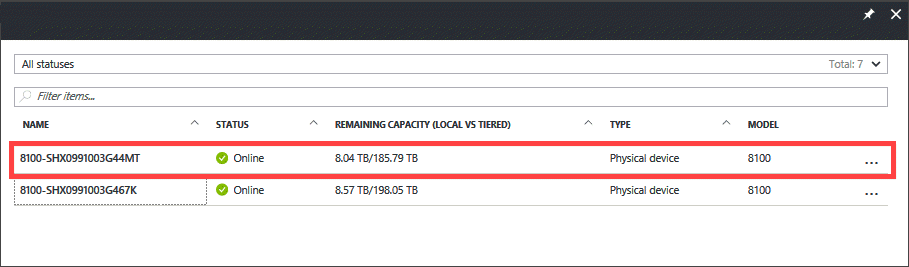 All statuses Total: 7
Filter items...
NAME STATUS REMAINING CAPACITY (LOCAL VS TIERED) TYPE MODEL
8100-SHX0991003G44MT Online 8.04 TB/185.79 TB Physical device 8100 ...
8100-SHX0991003G467K Online 8.57 TB/198.05 TB Physical device 8100 ...